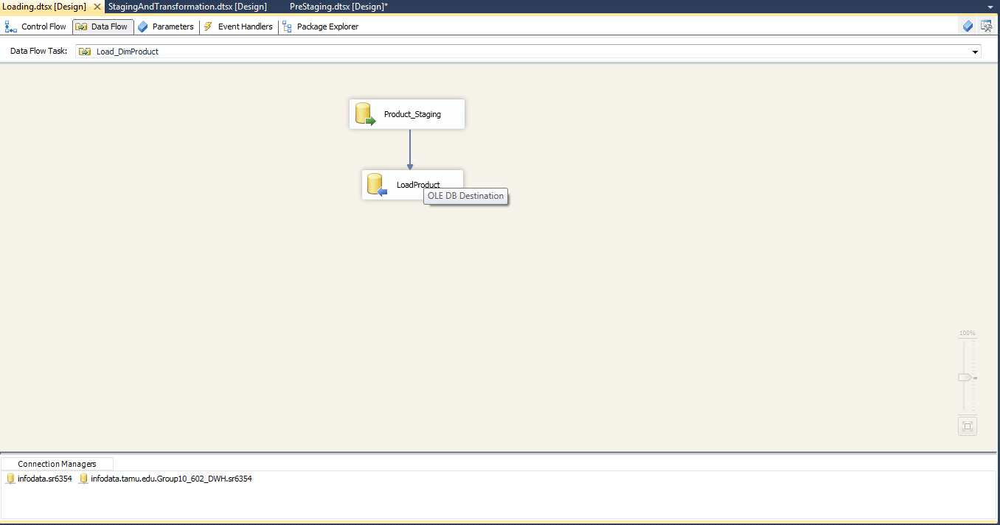 Loading.dtsx [Design] StagingAndTransformation.dtsx [Design] PreStaging.dtsx [Design]*
Control Flow Data Flow Parameters Event Handlers Package Explorer
Data Flow Task: Load_DimProduct
Product_Staging
LoadProduct
OLE DB Destination
100%
Connection Managers
infodata.sr6354 infodata.tamu.edu.Group10_602_DWH.sr6354